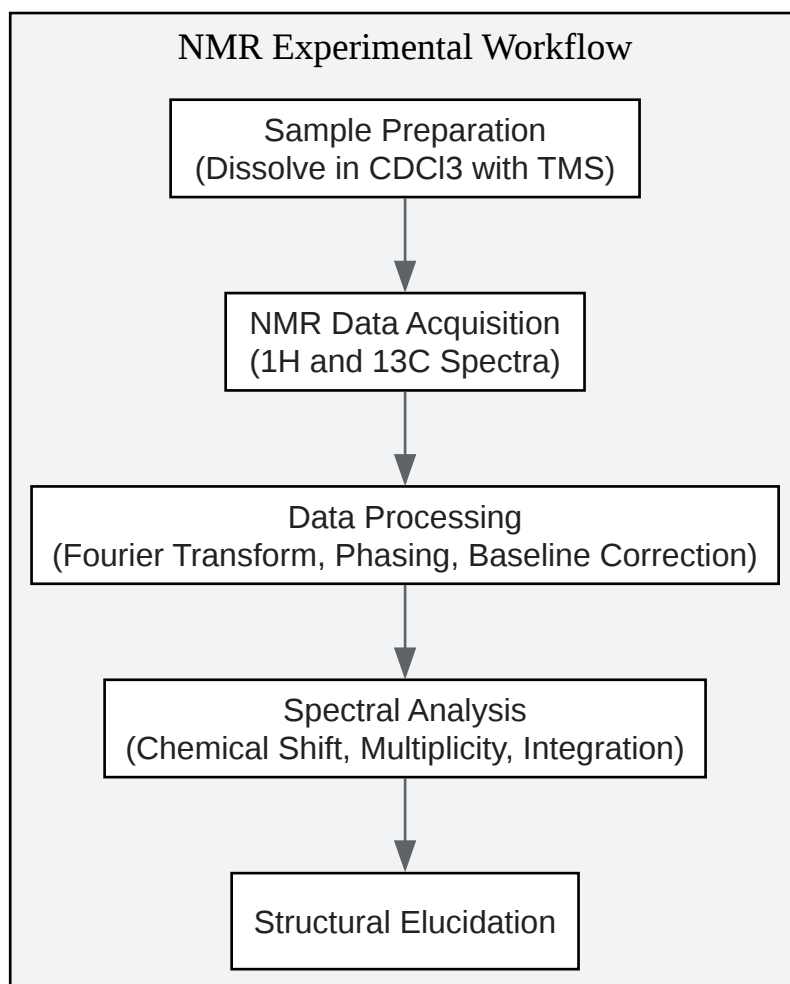 NMR Experimental Workflow
Sample Preparation
(Dissolve in CDCl3 with TMS)
NMR Data Acquisition
(1H and 13C Spectra)
Data Processing
(Fourier Transform, Phasing, Baseline Correction)
Spectral Analysis
(Chemical Shift, Multiplicity, Integration)
Structural Elucidation